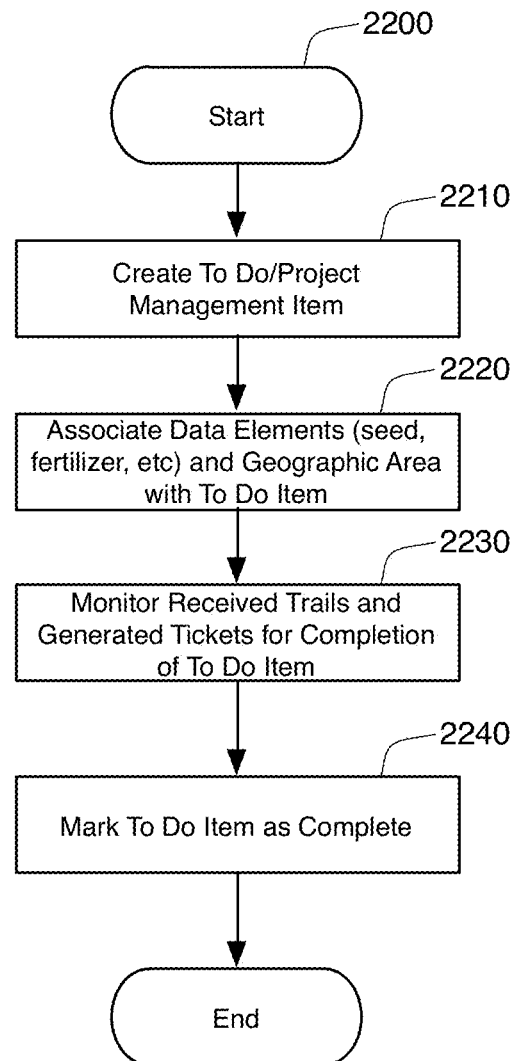 2200
Start
2210
Create To Do/Project
Management Item
2220
Associate Data Elements (seed,
fertilizer, etc) and Geographic Area
with To Do Item
2230
Monitor Received Trails and
Generated Tickets for Completion
of To Do Item
2240
Mark To Do Item as Complete
End